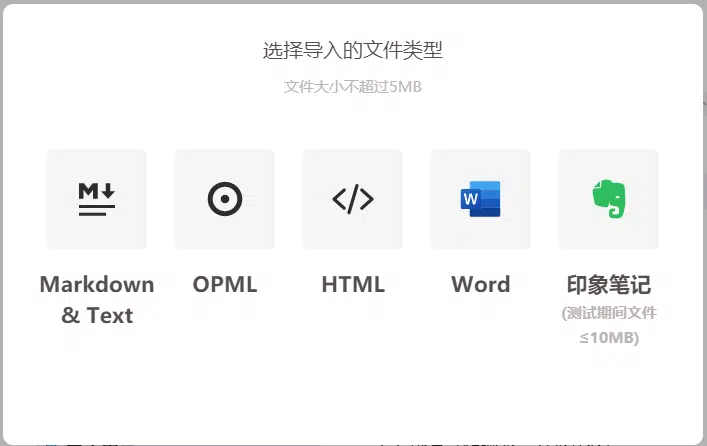 选择导入的文件类型
文件大小不超过5MB
M
W
Markdown
& Text
OPML
HTML
Word
印象笔记
(测试期间文件
≤10MB)